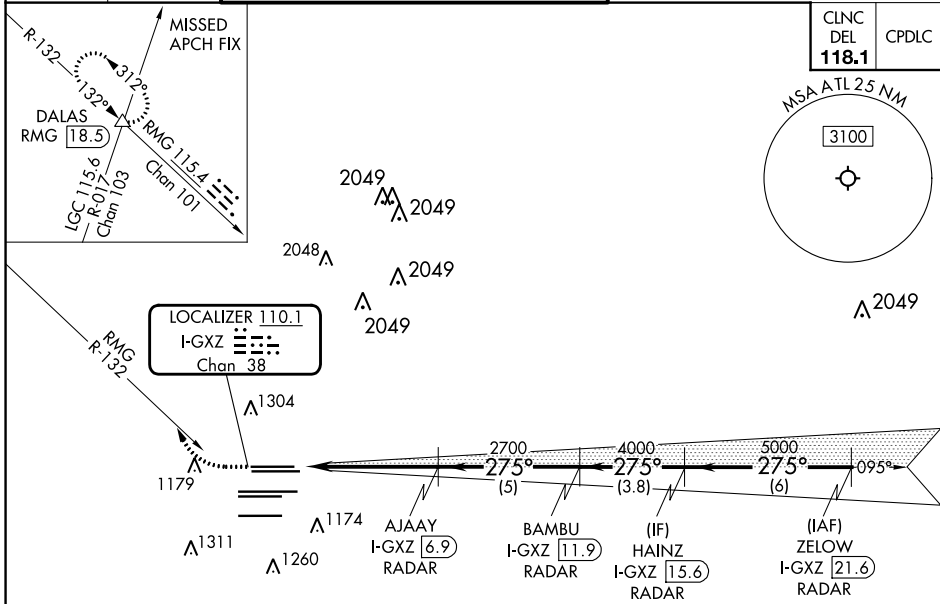 MISSED
APCH FIX
R-132
132°
312°
DALAS
RMG 18.5
RMG 115.4
Chan 101
LGC 115.6
R-017
Chan 103
CLNC
DEL
118.1
CPDLC
MSA ATL 25 NM
3100
2049
2049
2048
2049
2049
2049
LOCALIZER 110.1
I-GXZ
Chan 38
RMG
R-132
1304
1179
1311
1260
1174
2700
4000
5000
275°
275°
275°
095°
(5)
(3.8)
(6)
AJAAY
I-GXZ 6.9
RADAR
BAMBU
I-GXZ 11.9
RADAR
(IF)
HAINZ
I-GXZ 15.6
RADAR
(IAF)
ZELOW
I-GXZ 21.6
RADAR